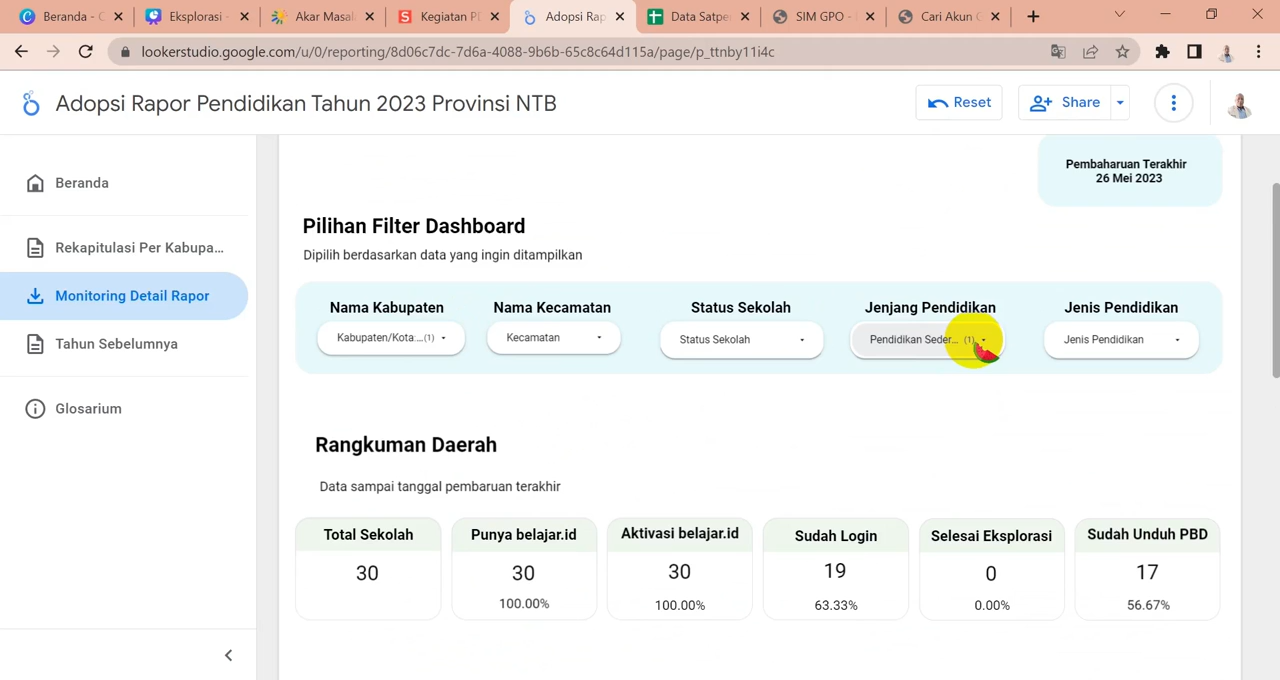 Beranda - C
Eksplorasi -
Akar Masal
Kegiatan Pl
Adopsi Rap
Data Satpe
SIM GPO -
Cari Akun
lookerstudio.google.com/u/0/reporting/8d06c7dc-7d6a-4088-9b6b-65c8c64d115a/page/p_ttnby11i4c
Adopsi Rapor Pendidikan Tahun 2023 Provinsi NTB
Reset
Share
Beranda
Rekapitulasi Per Kabupa...
Monitoring Detail Rapor
Tahun Sebelumnya
Glosarium
Pembaharuan Terakhir
26 Mei 2023
Pilihan Filter Dashboard
Dipilih berdasarkan data yang ingin ditampilkan
Nama Kabupaten
Nama Kecamatan
Status Sekolah
Jenjang Pendidikan
Jenis Pendidikan
Kabupaten/Kota:...(1)
Kecamatan
Status Sekolah
Pendidikan Seder... (1)
Jenis Pendidikan
Rangkuman Daerah
Data sampai tanggal pembaruan terakhir
Total Sekolah
30
Punya belajar.id
30
100.00%
Aktivasi belajar.id
30
100.00%
Sudah Login
19
63.33%
Selesai Eksplorasi
0
0.00%
Sudah Unduh PBD
17
56.67%